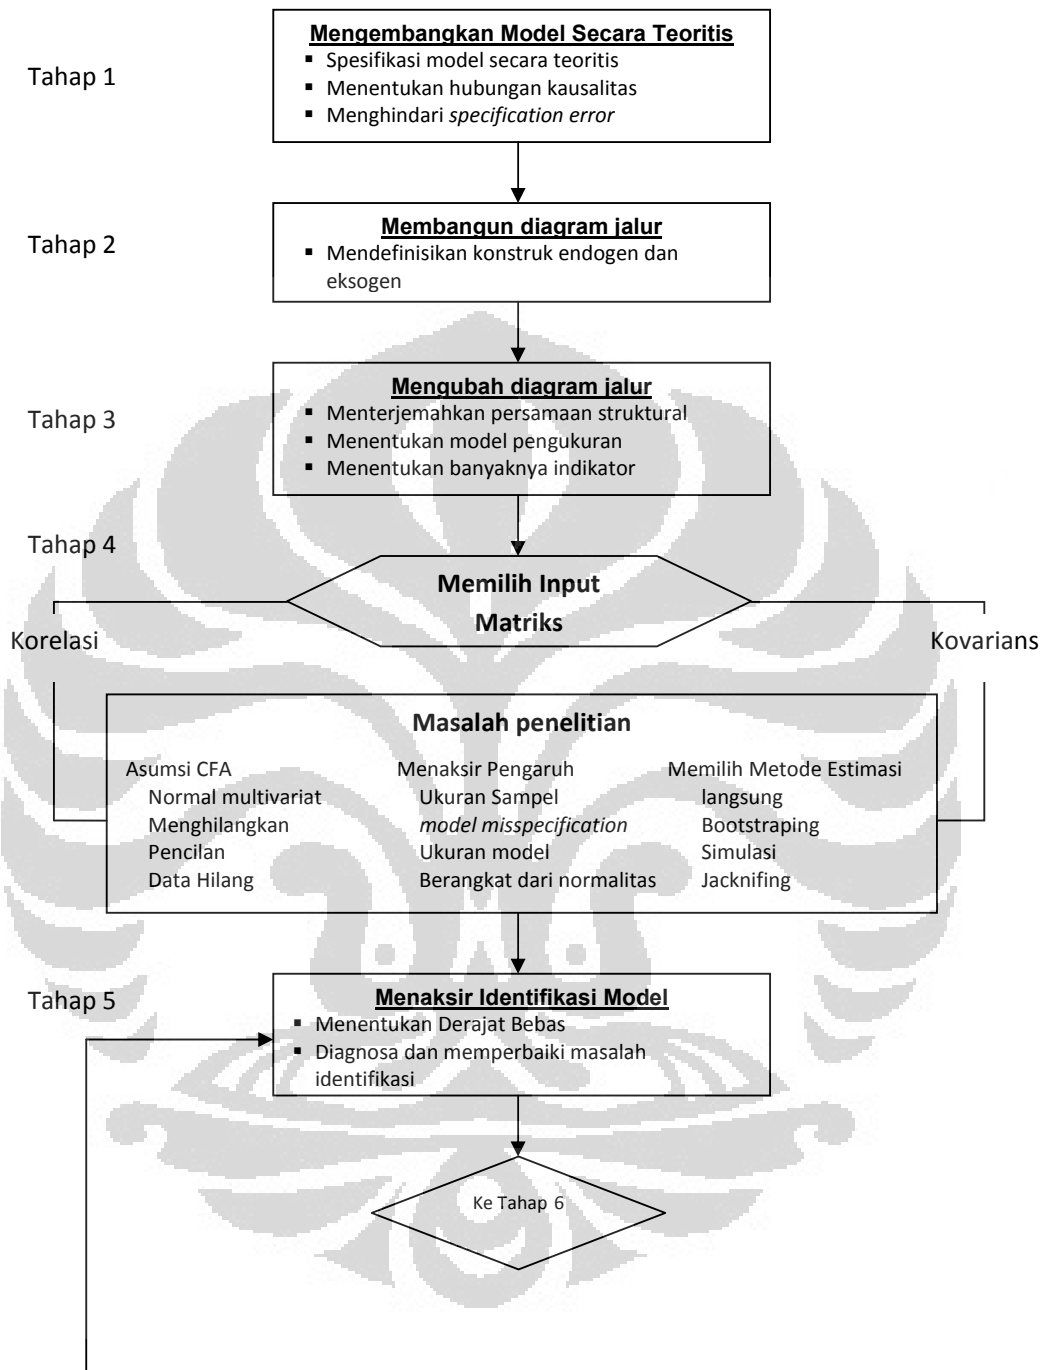 Mengembangkan Model Secara Teoritis
Tahap 1
▪ Spesifikasi model secara teoritis
▪ Menentukan hubungan kausalitas
▪ Menghindari specification error
Membangun diagram jalur
Tahap 2
▪ Mendefinisikan konstruk endogen dan
eksogen
Mengubah diagram jalur
Tahap 3
▪ Menterjemahkan persamaan struktural
▪ Menentukan model pengukuran
▪ Menentukan banyaknya indikator
Tahap 4
Memilih Input
Matriks
Korelasi
Kovarians
Masalah penelitian
Asumsi CFA
Normal multivariat
Menghilangkan
Pencilan
Data Hilang
Menaksir Pengaruh
Ukuran Sampel
model misspecification
Ukuran model
Berangkat dari normalitas
Memilih Metode Estimasi
langsung
Bootstraping
Simulasi
Jacknifing
Tahap 5
Menaksir Identifikasi Model
▪ Menentukan Derajat Bebas
▪ Diagnosa dan memperbaiki masalah
identifikasi
Ke Tahap 6